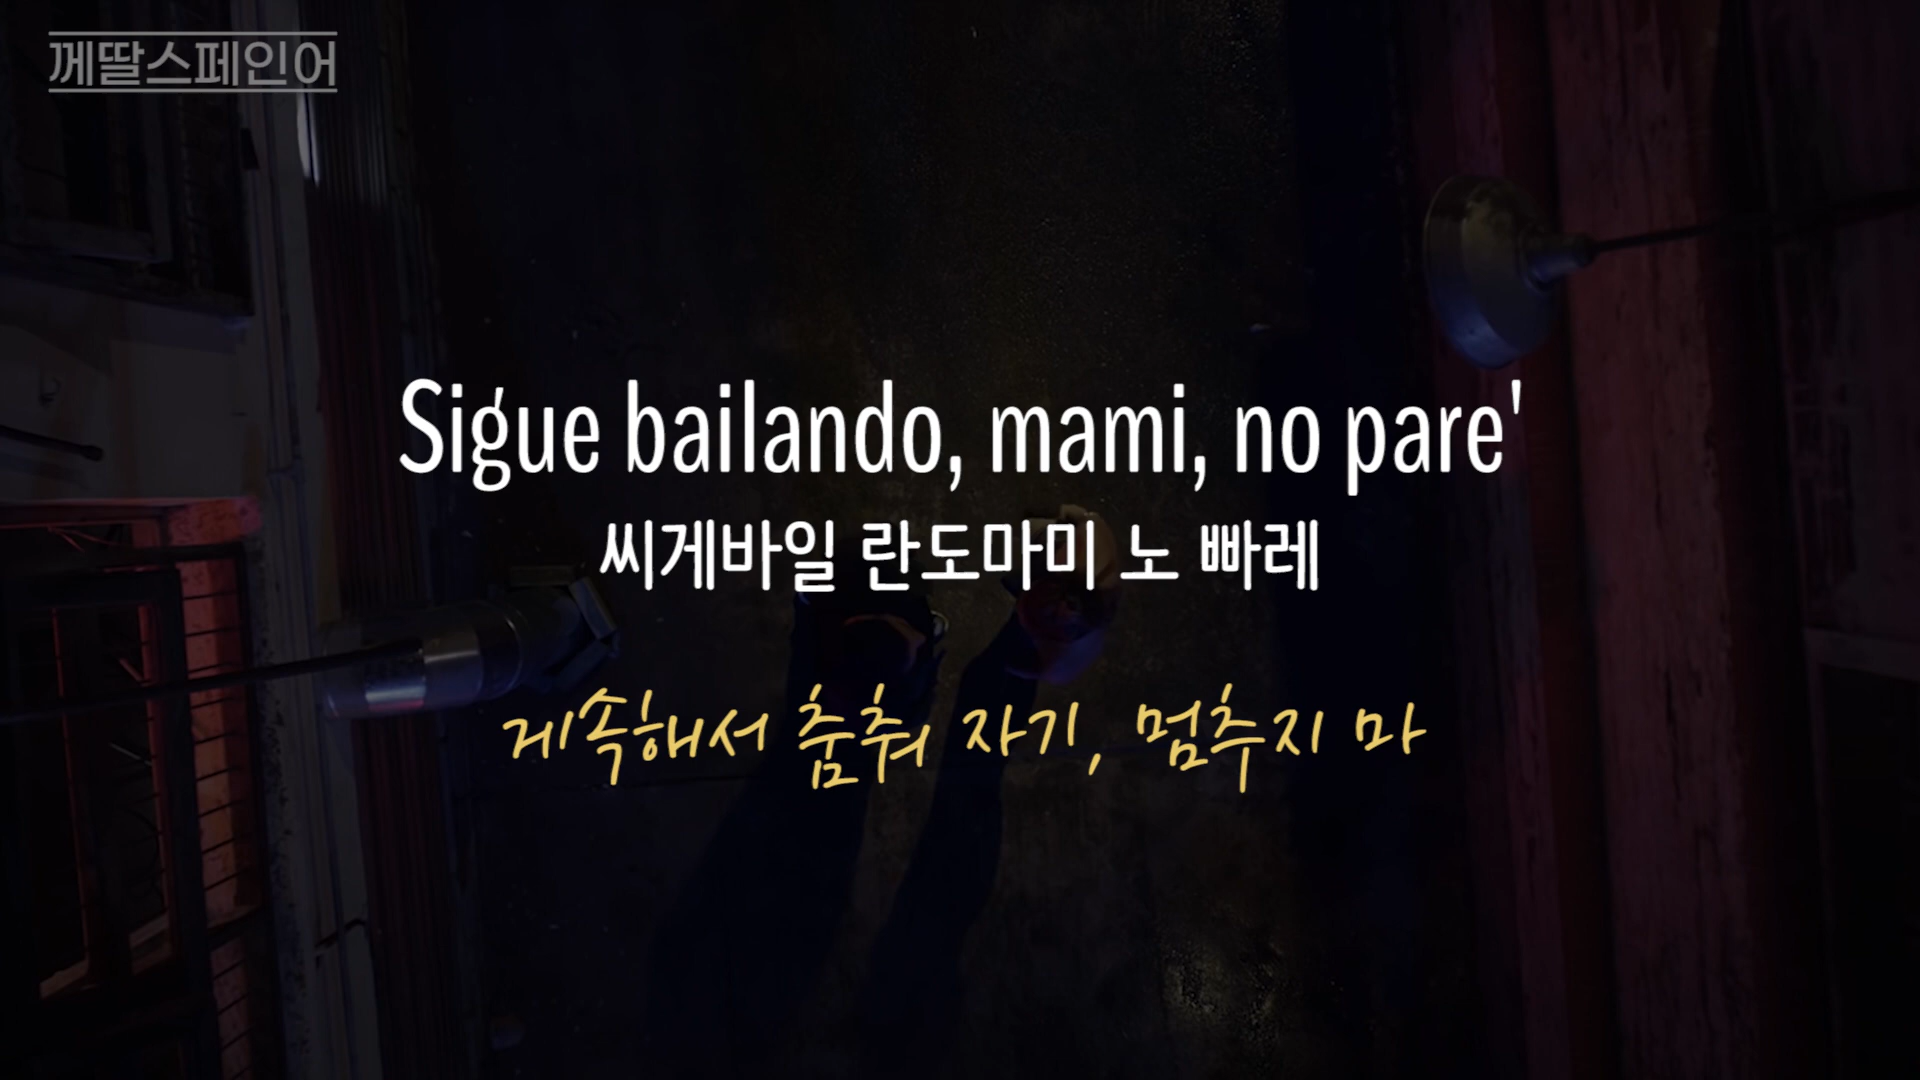 께딸스페인어
Sigue bailando, mami, no pare'
씨게바일 란도마미 노 빠레
계속해서 춤춰 자기, 멈추지 마